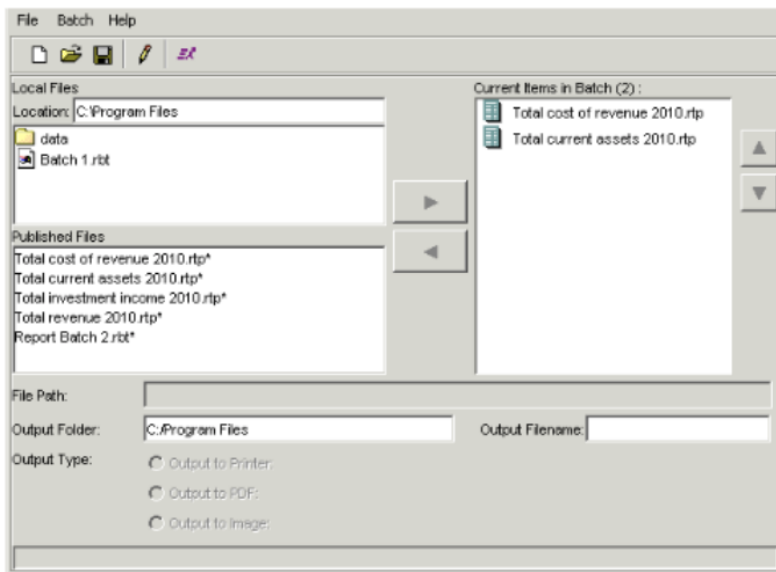 File Batch Help
Local Files
Location: C:\Program Files
data
Batch 1.rbt
Published Files
Total cost of revenue 2010.rtp*
Total current assets 2010.rtp*
Total investment income 2010.rtp*
Total revenue 2010.rtp*
Report Batch 2.rbt*
Current Items in Batch (2) :
Total cost of revenue 2010.rtp
Total current assets 2010.rtp
File Path:
Output Folder: C:/Program Files Output Filename:
Output Type: Output to Printer:
Output to PDF:
Output to Image: